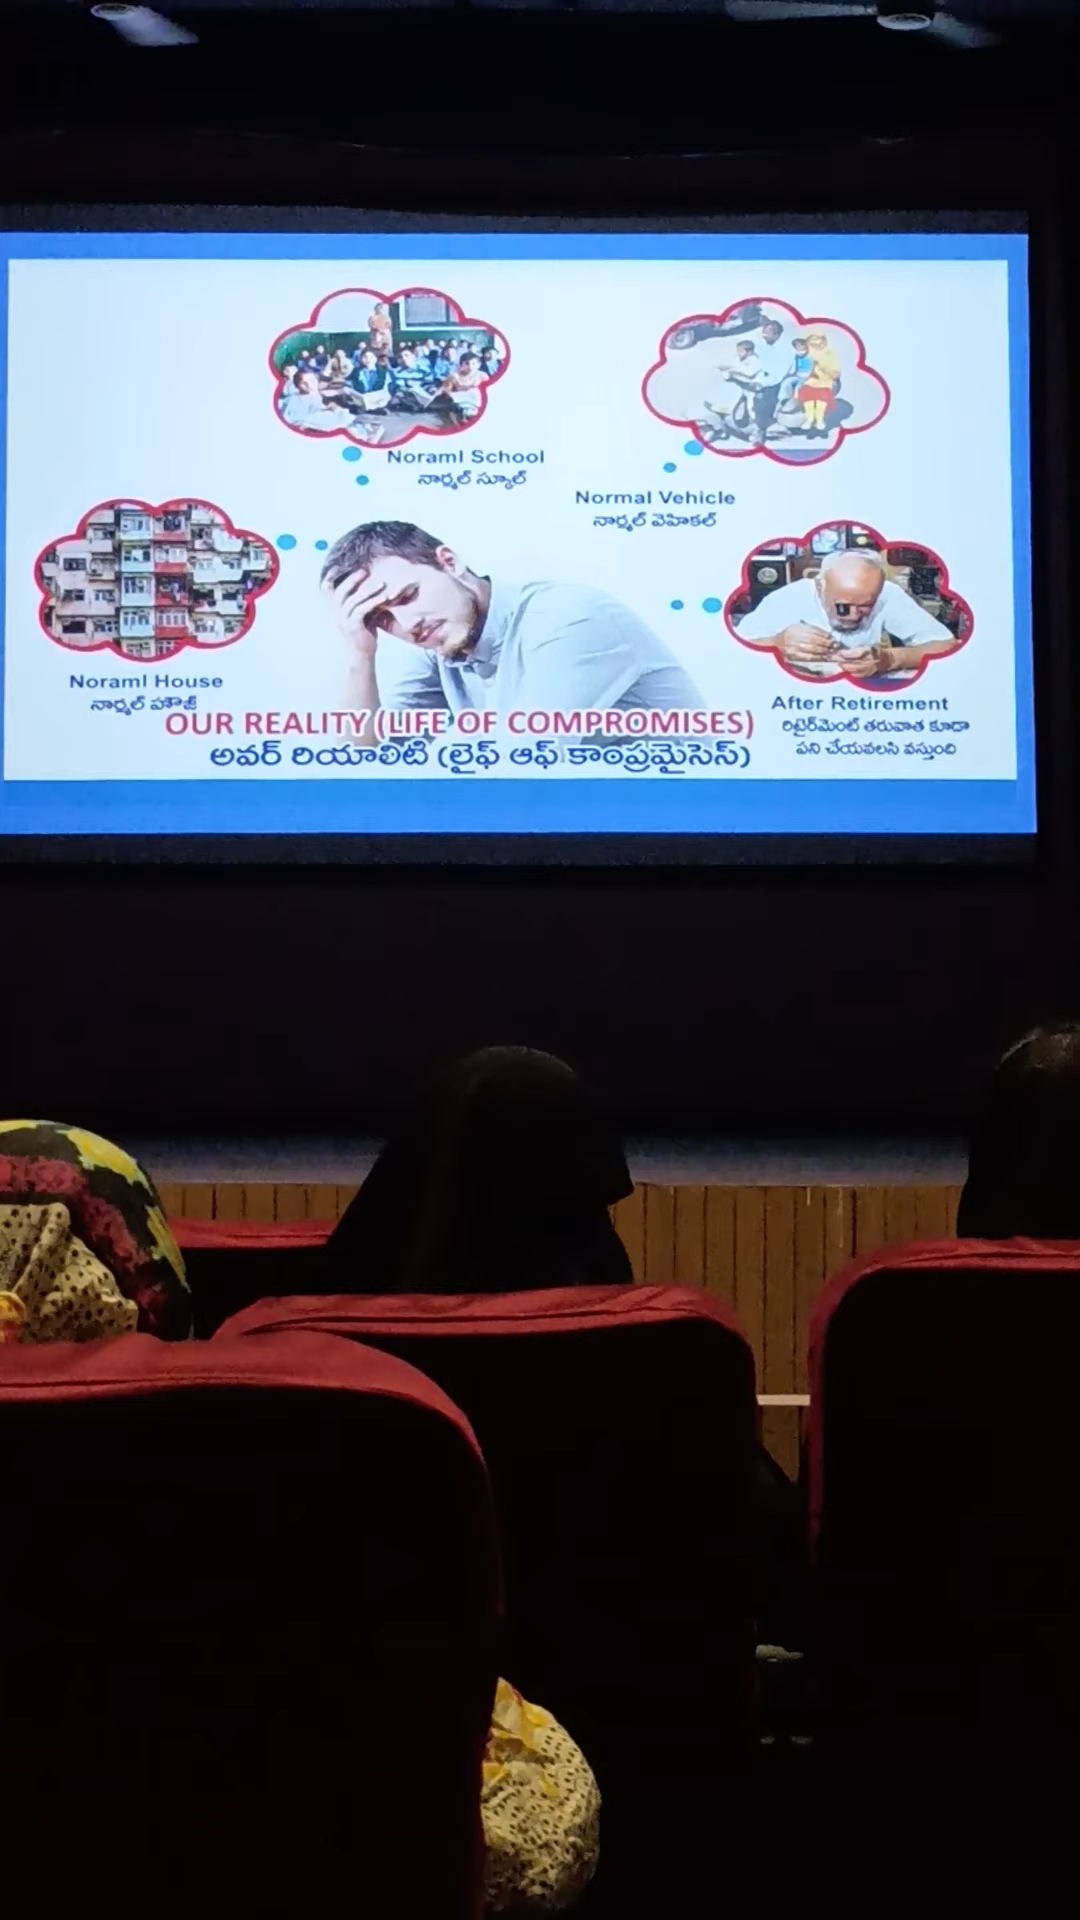 Noraml School
నార్మల్ స్కూల్
Normal Vehicle
నార్మల్ వెహికల్
Noraml House
నార్మల్ హౌజ్
After Retirement
రిటైర్‌మెంట్ తరువాత కూడా
పని చేయవలసి వస్తుంది
OUR REALITY (LIFE OF COMPROMISES)
అవర్ రియాలిటి (లైఫ్ ఆఫ్ కాంప్రమైసెస్)